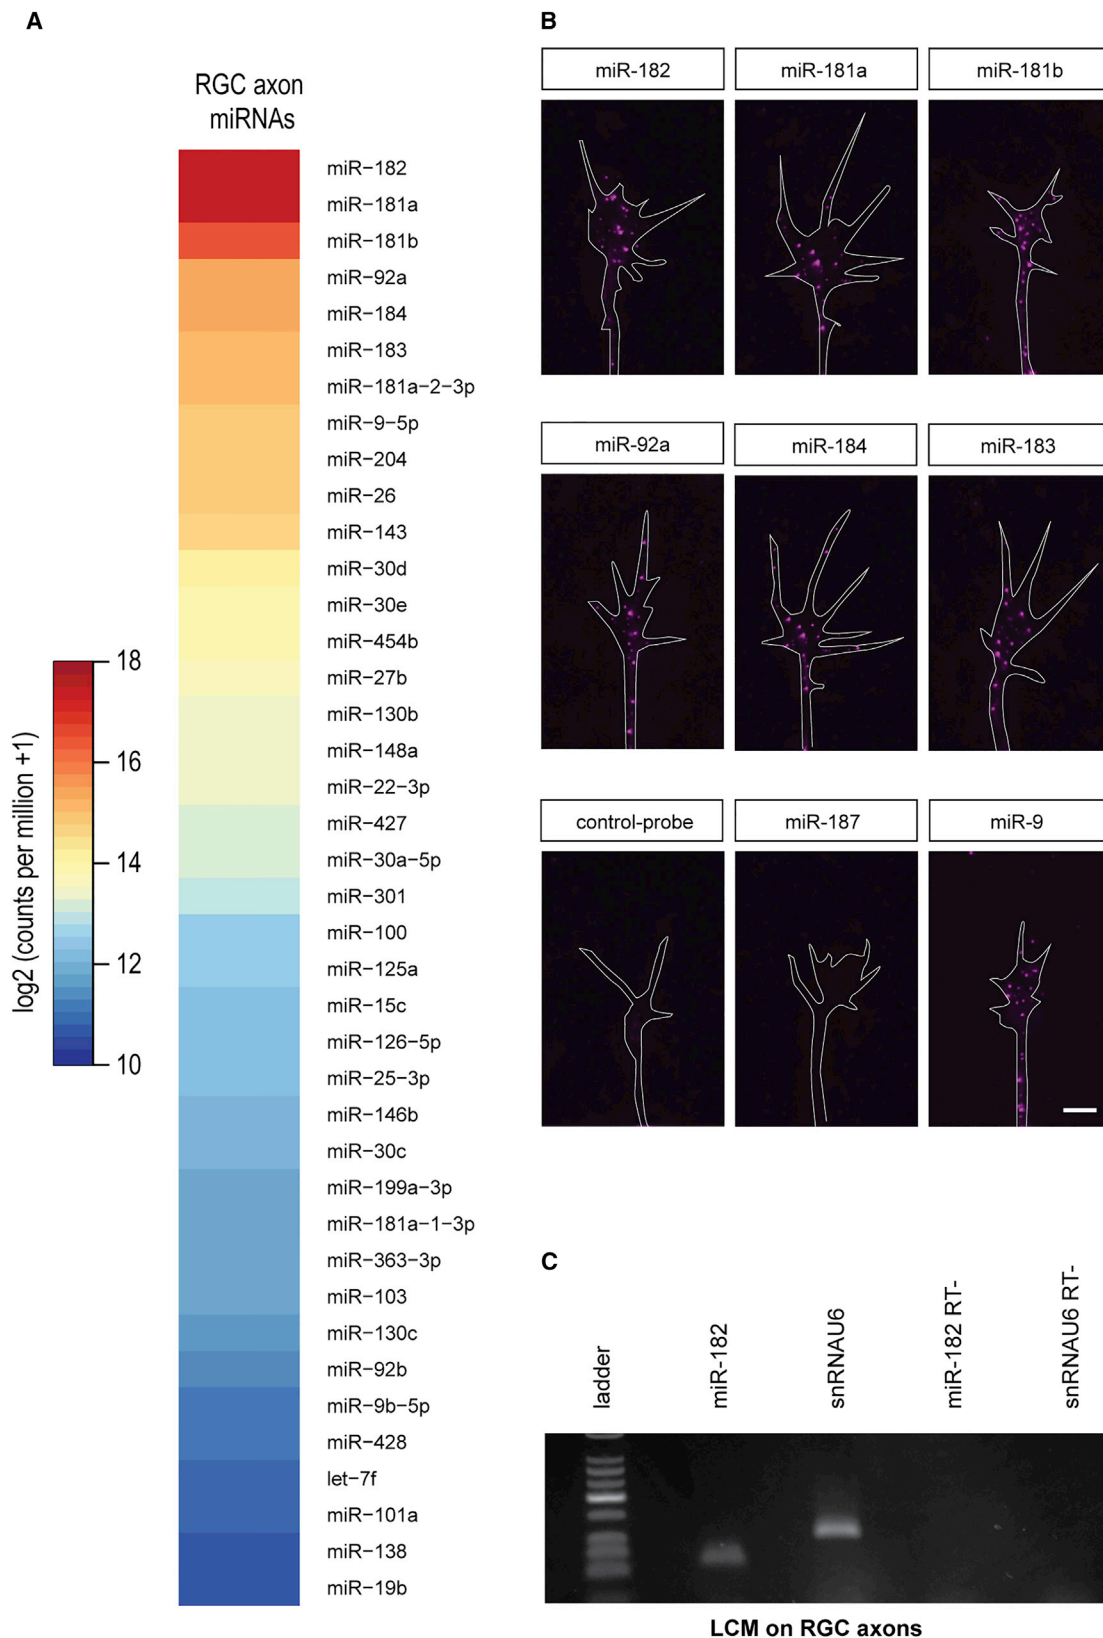 A
RGC axon
miRNAs
miR−182
miR−181a
miR−181b
miR−92a
miR−184
miR−183
miR−181a−2−3p
miR−9−5p
miR−204
miR−26
miR−143
miR−30d
miR−30e
miR−454b
miR−27b
miR−130b
miR−148a
miR−22−3p
miR−427
miR−30a−5p
miR−301
miR−100
miR−125a
miR−15c
miR−126−5p
miR−25−3p
miR−146b
miR−30c
miR−199a−3p
miR−181a−1−3p
miR−363−3p
miR−103
miR−130c
miR−92b
miR−9b−5p
miR−428
let−7f
miR−101a
miR−138
miR−19b
log2 (counts per million +1)
18
16
14
12
10
B
miR-182 miR-181a miR-181b
miR-92a miR-184 miR-183
control-probe miR-187 miR-9
C
ladder
miR-182
snRNAU6
miR-182 RT-
snRNAU6 RT-
LCM on RGC axons